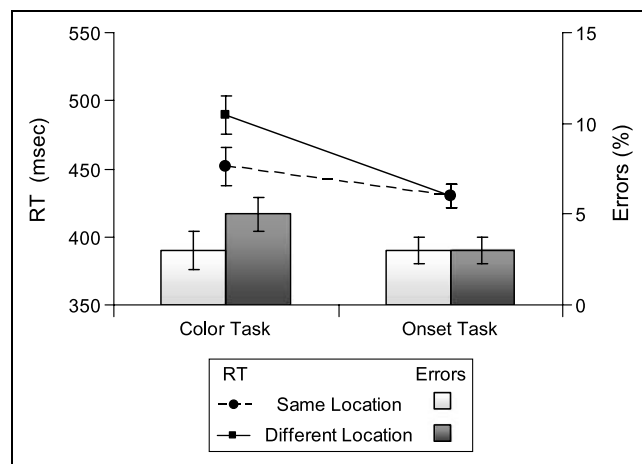 550
500
450
400
350
RT (msec)
15
10
5
0
Errors (%)
Color Task
Onset Task
RT
Errors
Same Location
Different Location